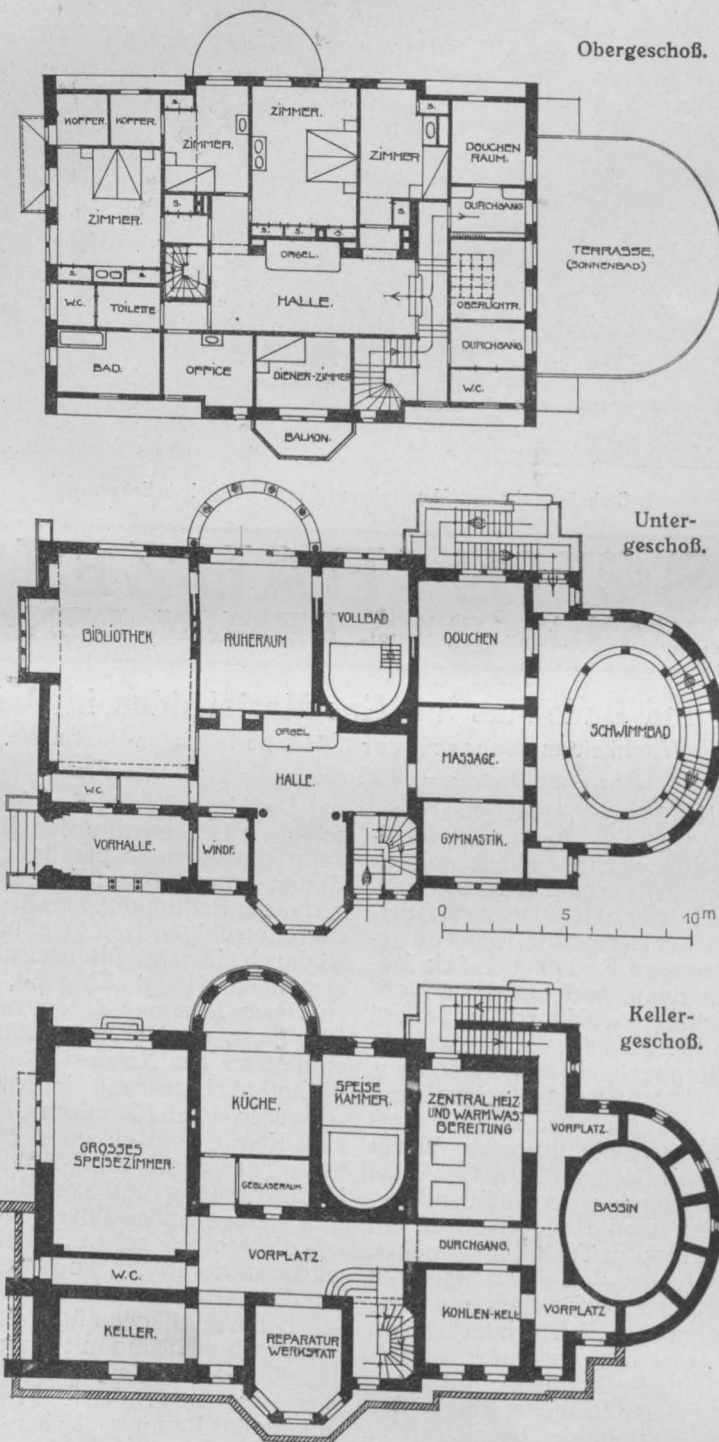 Obergeschoß.
KOFFER.
KOFFER.
S.
ZIMMER.
ZIMMER.
ZIMMER
S.
DOUCHEN
RAUM.
ZIMMER.
S.
S.
DURCHGANG
S.
S.
S.
ORGEL.
TERRASSE.
(SONNENBAD)
S.
S.
W.C.
TOILETTE
HALLE.
OBERLICHTR.
BAD.
OFFICE
DIENER-ZIMMER
DURCHGANG
W.C.
BALKON.
Unter-
geschoß.
BIBLIOTHEK
RUHERAUM
VOLLBAD
DOUCHEN
SCHWIMMBAD
ORGEL
HALLE.
MASSAGE.
W.C.
VORHALLE.
WINDF.
GYMNASTIK.
0 5 10 m
Keller-
geschoß.
GROSSES
SPEISEZIMMER.
KÜCHE.
SPEISE
KAMMER.
ZENTRAL.HEIZ
UND WARMWAS.
BEREITUNG
VORPLATZ.
GEBLÄSERAUM.
BASSIN
VORPLATZ.
DURCHGANG.
W.C.
KELLER.
REPARATUR
WERKSTATT
KOHLEN-KELL
VORPLATZ